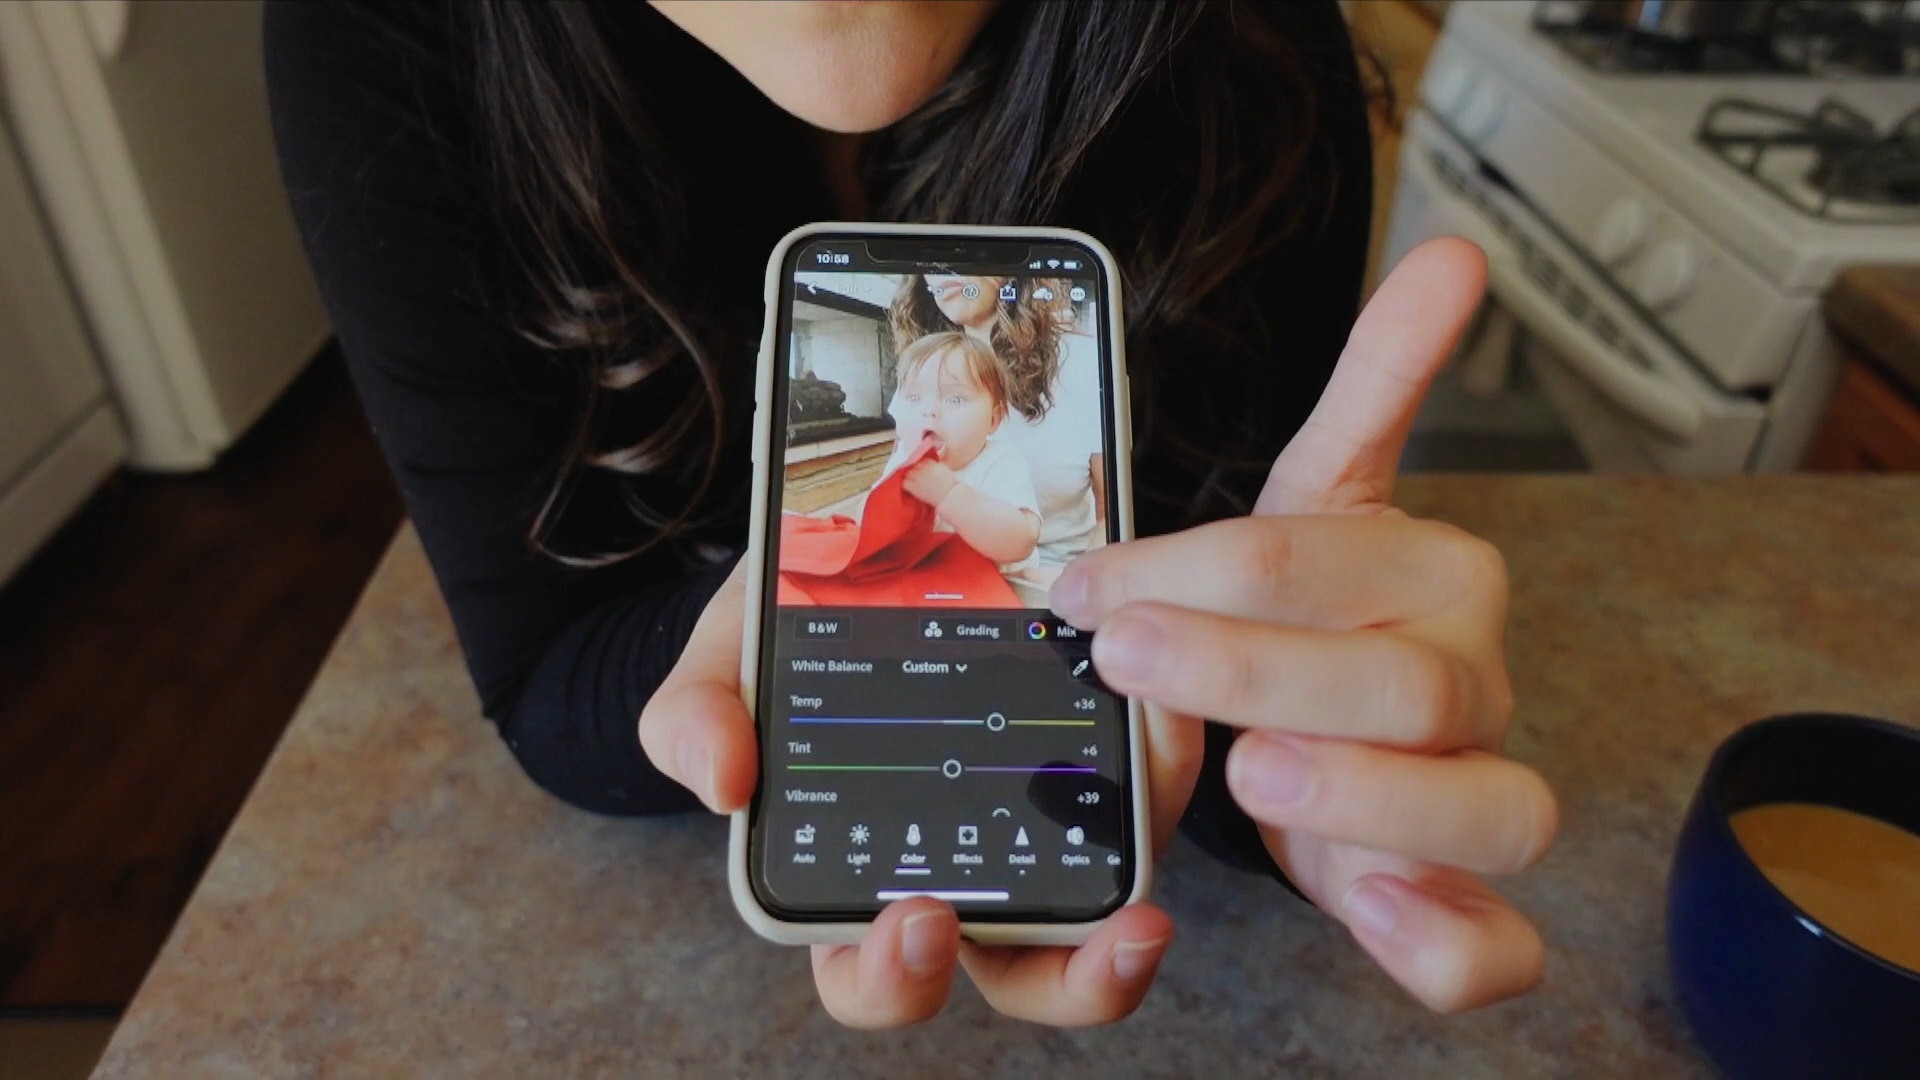 10:58
B&W Grading Mix
White Balance Custom
Temp +36
Tint +6
Vibrance +39
Auto Light Color Effects Detail Optics Ge